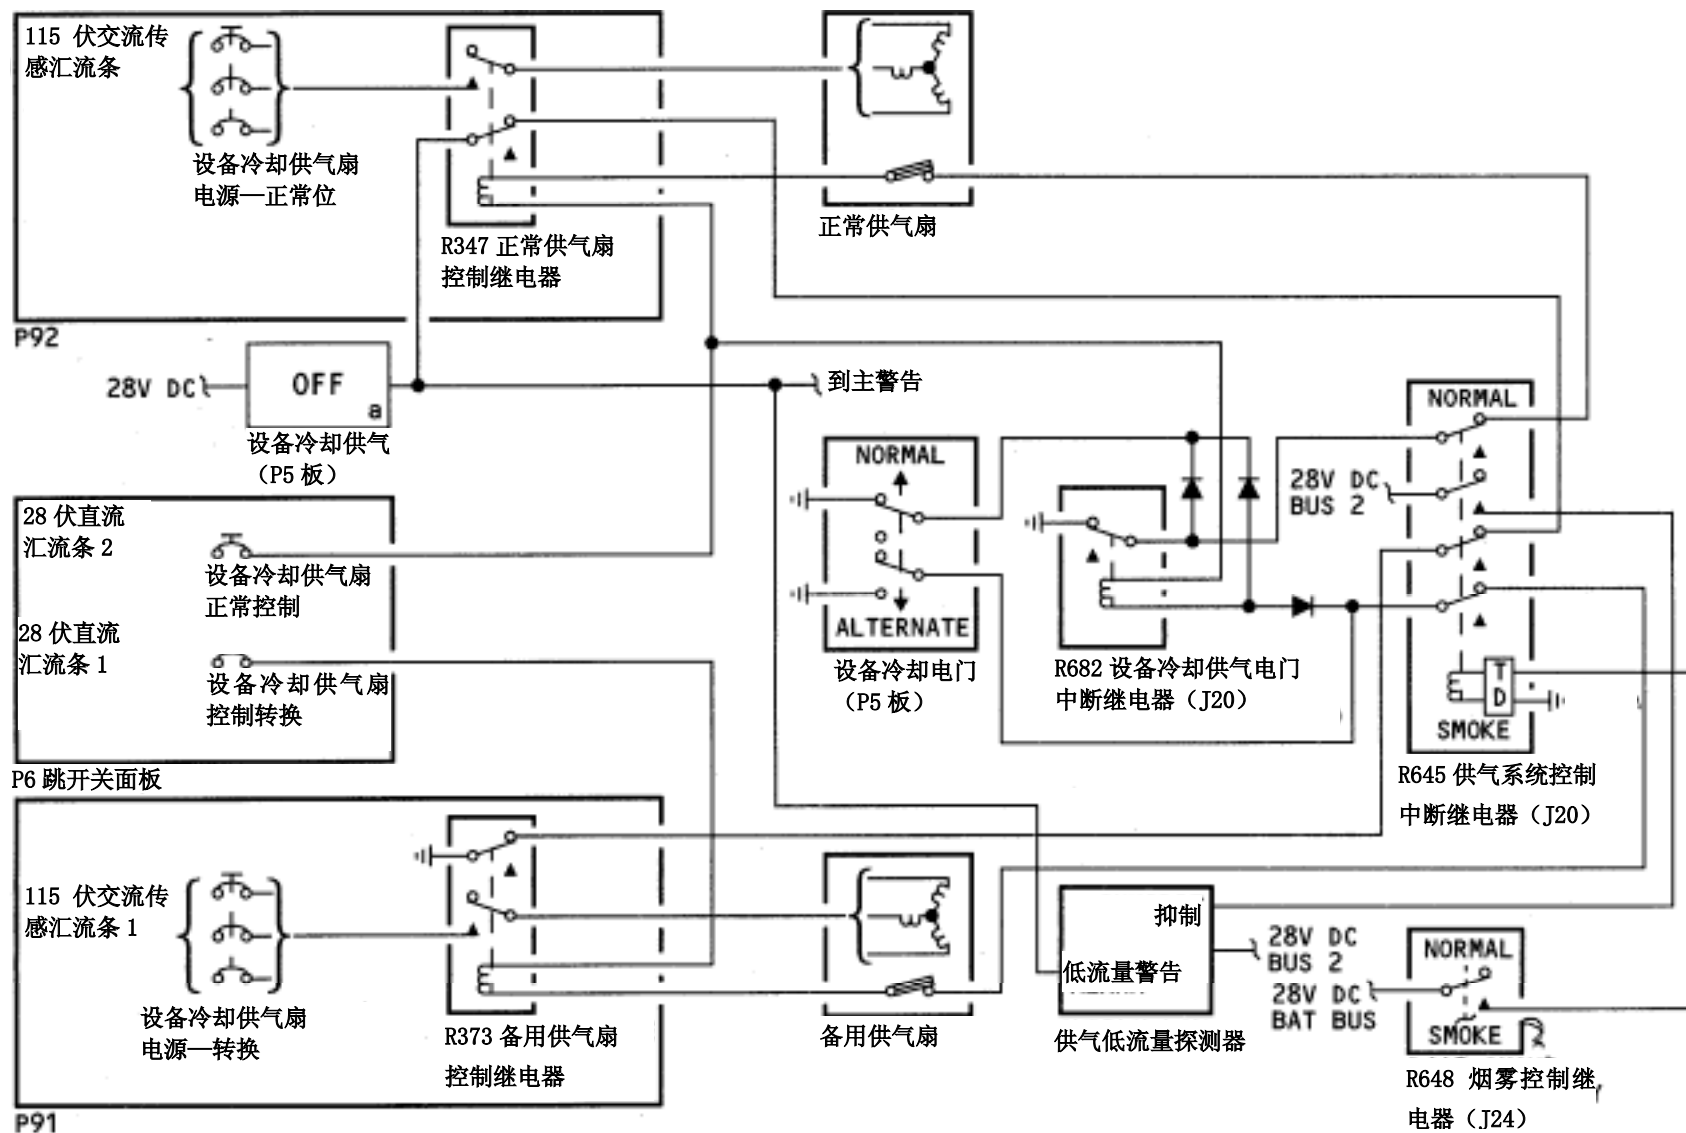 115 伏交流传
感汇流条
设备冷却供气扇
电源—正常位
R347 正常供气扇
控制继电器
正常供气扇
P92
28V DC
OFF
a
设备冷却供气
（P5 板）
到主警告
28 伏直流
汇流条 2
设备冷却供气扇
正常控制
28 伏直流
汇流条 1
设备冷却供气扇
控制转换
P6 跳开关面板
NORMAL
ALTERNATE
设备冷却电门
（P5 板）
R682 设备冷却供气电门
中断继电器（J20）
NORMAL
28V DC
BUS 2
T
D
SMOKE
R645 供气系统控制
中断继电器（J20）
115 伏交流传
感汇流条 1
设备冷却供气扇
电源—转换
R373 备用供气扇
控制继电器
P91
备用供气扇
抑制
低流量警告
供气低流量探测器
28V DC
BUS 2
28V DC
BAT BUS
NORMAL
SMOKE
R648 烟雾控制继
电器（J24）